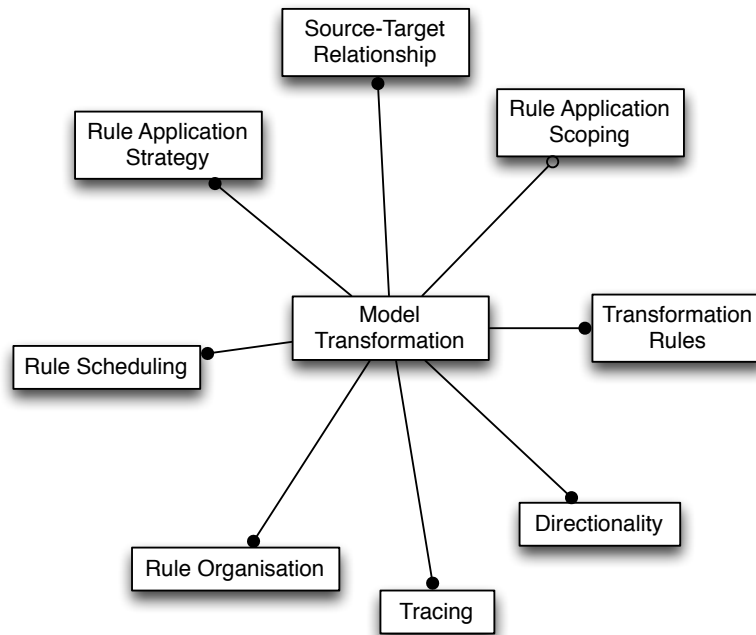 Source-Target
Relationship
Rule Application
Scoping
Rule Application
Strategy
Model
Transformation
Transformation
Rules
Rule Scheduling
Directionality
Rule Organisation
Tracing